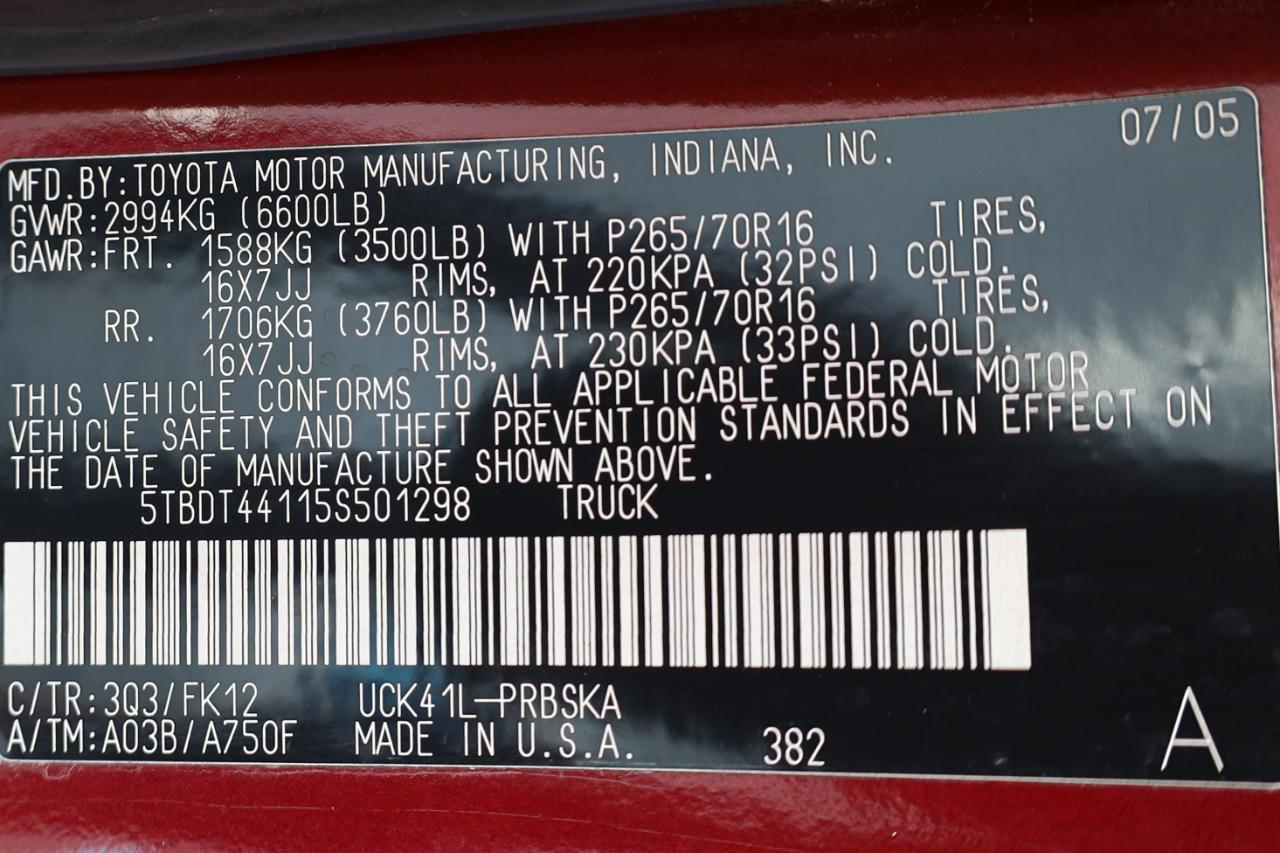 07/05
MFD.BY:TOYOTA MOTOR MANUFACTURING, INDIANA, INC.
GVWR:2994KG (6600LB)
GAWR:FRT. 1588KG (3500LB) WITH P265/70R16 TIRES,
16X7JJ RIMS, AT 220KPA (32PSI) COLD.
RR. 1706KG (3760LB) WITH P265/70R16 TIRES,
16X7JJ RIMS, AT 230KPA (33PSI) COLD.
THIS VEHICLE CONFORMS TO ALL APPLICABLE FEDERAL MOTOR
VEHICLE SAFETY AND THEFT PREVENTION STANDARDS IN EFFECT ON
THE DATE OF MANUFACTURE SHOWN ABOVE.
5TBDT44115S501298 TRUCK
C/TR:3Q3/FK12 UCK41L-PRBSKA
A/TM:A03B/A750F MADE IN U.S.A. 382
A